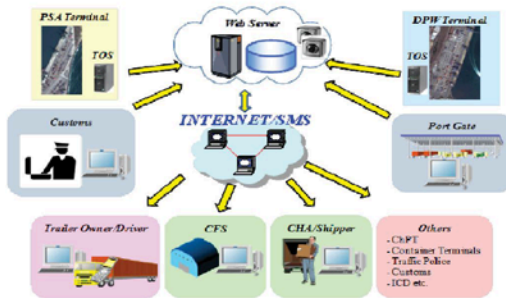 PSA Terminal
Web Server
DPW Terminal
TOS
TOS
Customs
INTERNET/SMS
Port Gate
Trailer Owner/Driver
CFS
CHA/Shipper
Others
- ChPT
- Container Terminals
- Traffic Police
- Customs
- ICD etc.